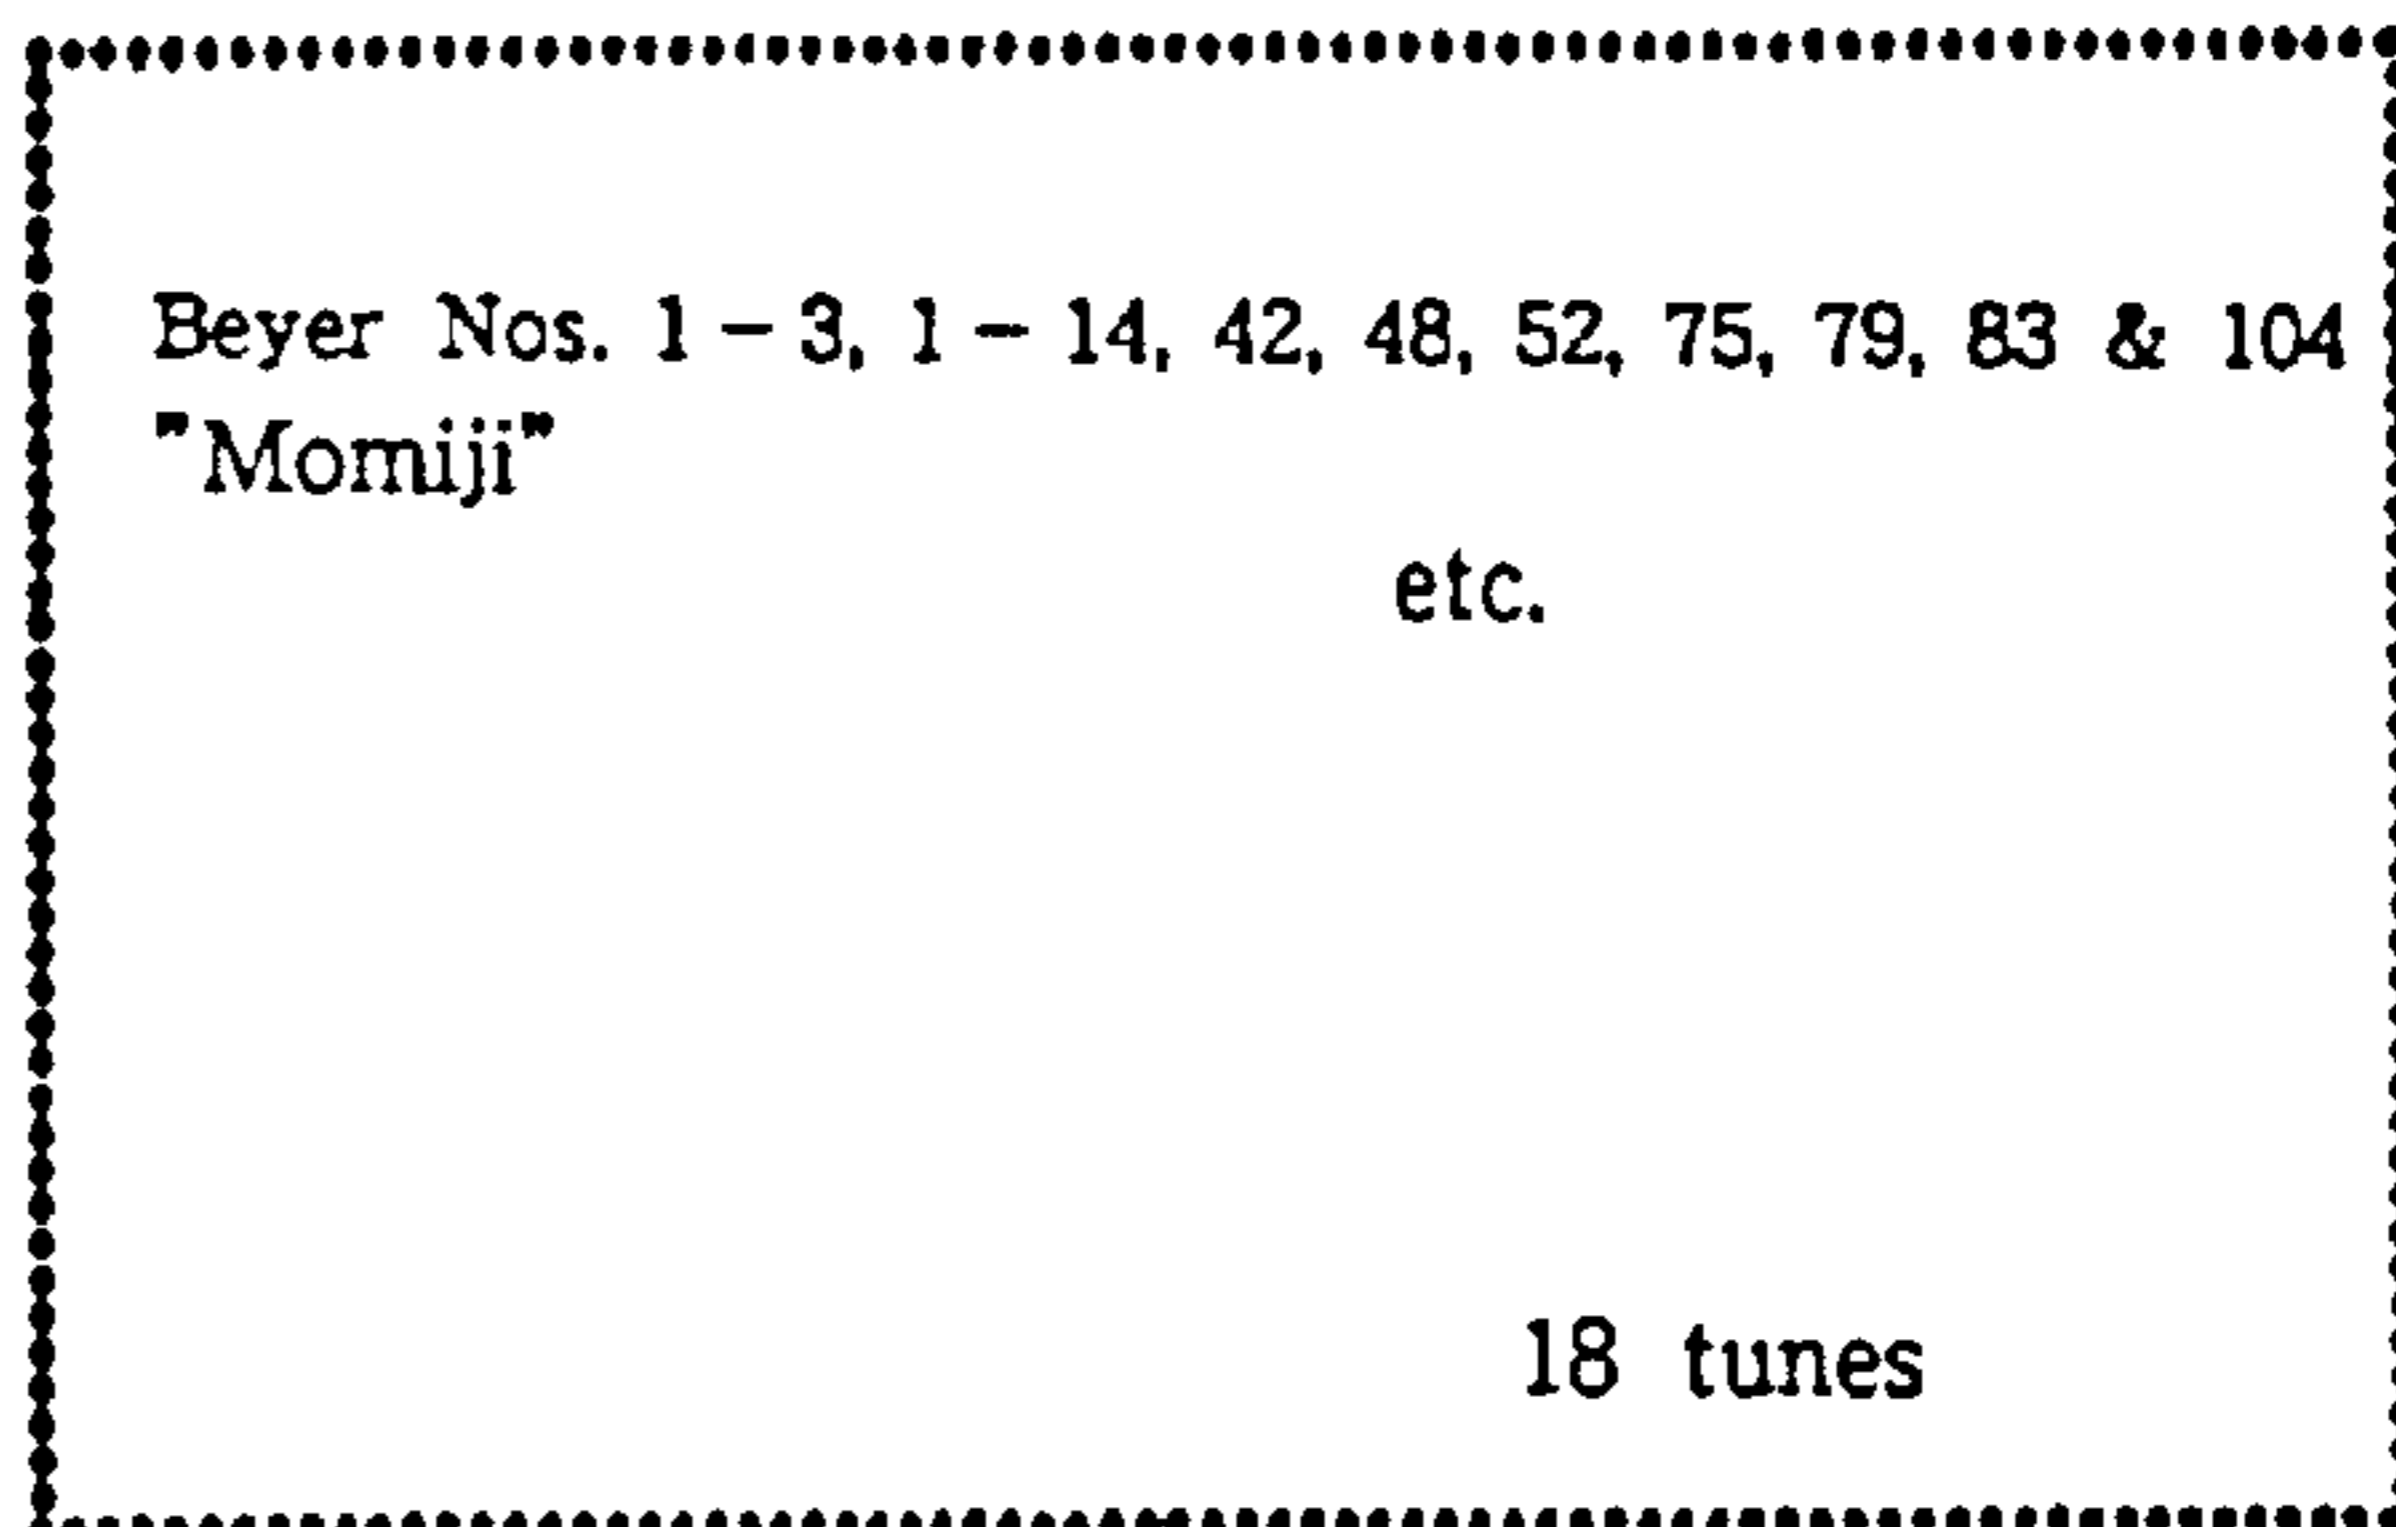 Beyer Nos. 1 – 3, 1 – 14, 42, 48, 52, 75, 79, 83 & 104
"Momiji"
etc.
18 tunes